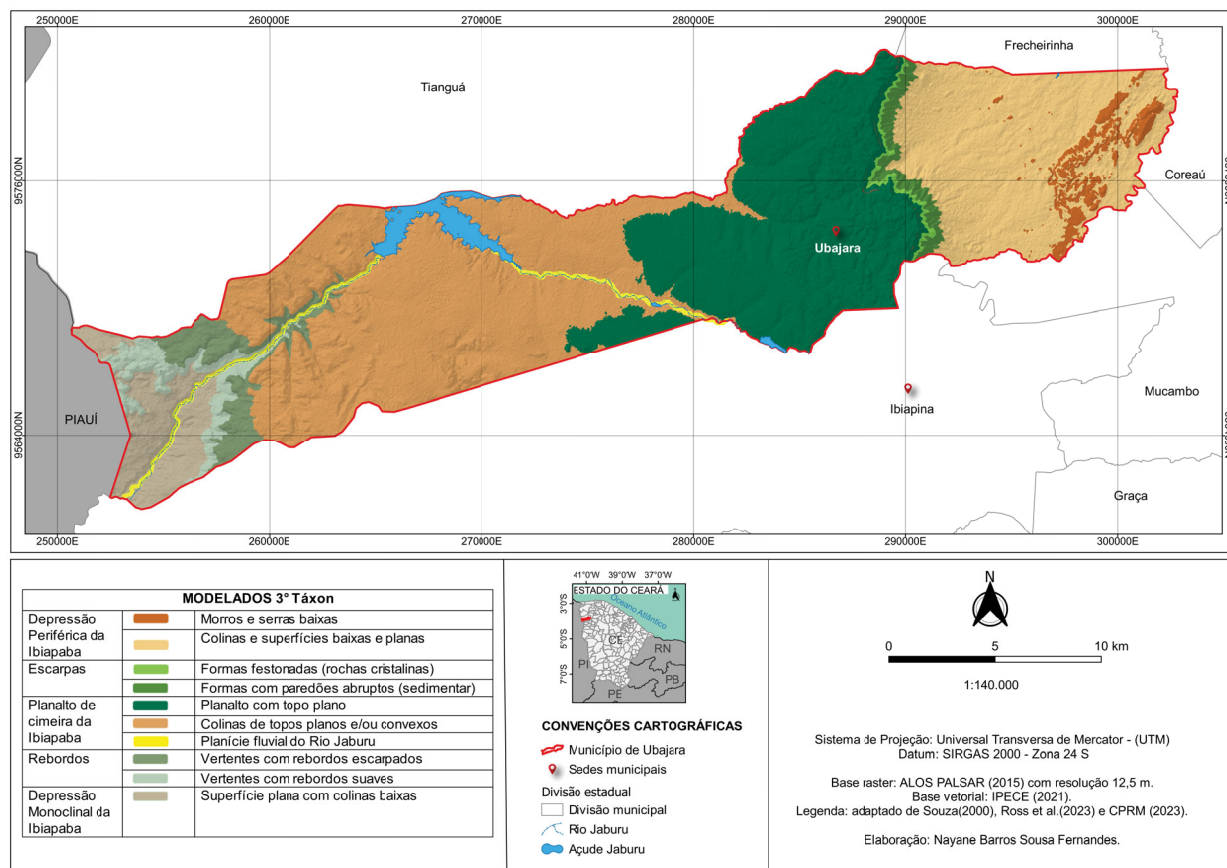 250000E 260000E 270000E 280000E 290000E 300000E
Frecheirinha
Tianguá
9576000N
9576000N
Coreaú
Ubajara
PIAUÍ
Ibiapina
Mucambo
9564000N
9564000N
Graça
250000E 260000E 270000E 280000E 290000E 300000E
MODELADOS 3° Táxon
Depressão Periférica da Ibiapaba
Morros e serras baixas
Colinas e superfícies baixas e planas
Escarpas
Formas festonadas (rochas cristalinas)
Formas com paredões abruptos (sedimentar)
Planalto de cimeira da Ibiapaba
Planalto com topo plano
Colinas de topos planos e/ou convexos
Planície fluvial do Rio Jaburu
Rebordos
Vertentes com rebordos escarpados
Vertentes com rebordos suaves
Depressão Monoclinal da Ibiapaba
Superfície plana com colinas baixas
41°0'W 39°0'W 37°0'W
ESTADO DO CEARÁ
Oceano Atlântico
3°0'S
5°0'S
7°0'S
CE
RN
PI
PB
PE
CONVENÇÕES CARTOGRÁFICAS
Município de Ubajara
Sedes municipais
Divisão estadual
Divisão municipal
Rio Jaburu
Açude Jaburu
N
0 5 10 km
1:140.000
Sistema de Projeção: Universal Transversa de Mercator - (UTM)
Datum: SIRGAS 2000 - Zona 24 S
Base raster: ALOS PALSAR (2015) com resolução 12,5 m.
Base vetorial: IPECE (2021).
Legenda: adaptado de Souza(2000), Ross et al.(2023) e CPRM (2023).
Elaboração: Nayane Barros Sousa Fernandes.